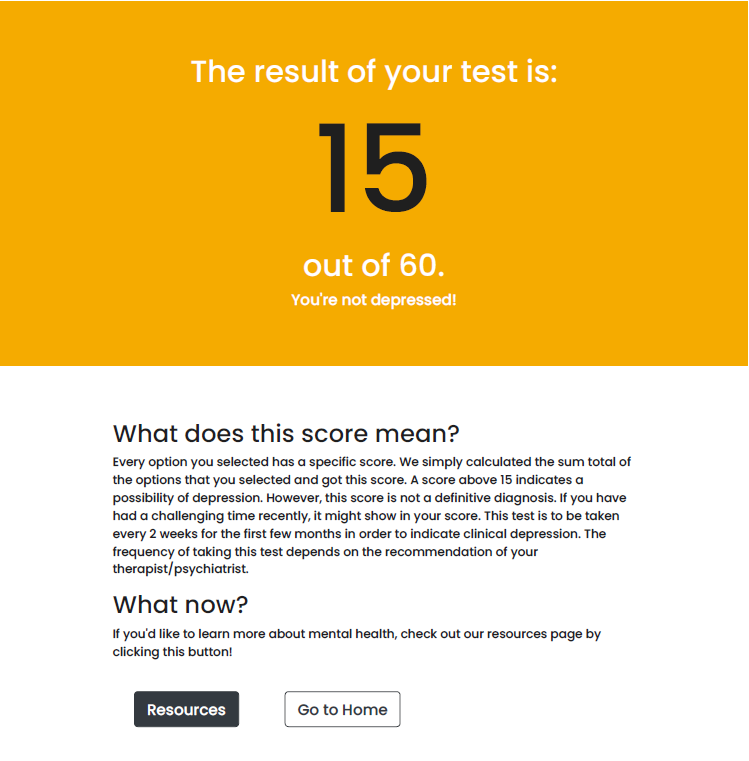 The result of your test is:
15
out of 60.
You're not depressed!
What does this score mean?
Every option you selected has a specific score. We simply calculated the sum total of
the options that you selected and got this score. A score above 15 indicates a
possibility of depression. However, this score is not a definitive diagnosis. If you have
had a challenging time recently, it might show in your score. This test is to be taken
every 2 weeks for the first few months in order to indicate clinical depression. The
frequency of taking this test depends on the recommendation of your
therapist/psychiatrist.
What now?
If you'd like to learn more about mental health, check out our resources page by
clicking this button!
Resources
Go to Home